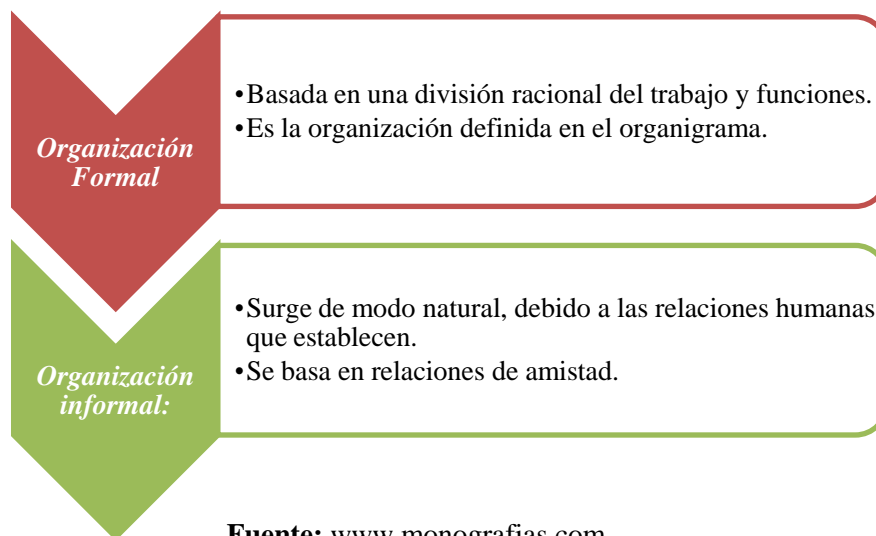 Organización
Formal
•Basada en una división racional del trabajo y funciones.
•Es la organización definida en el organigrama.
Organización
informal:
•Surge de modo natural, debido a las relaciones humanas
que establecen.
•Se basa en relaciones de amistad.
Fuente: www.monografias.com